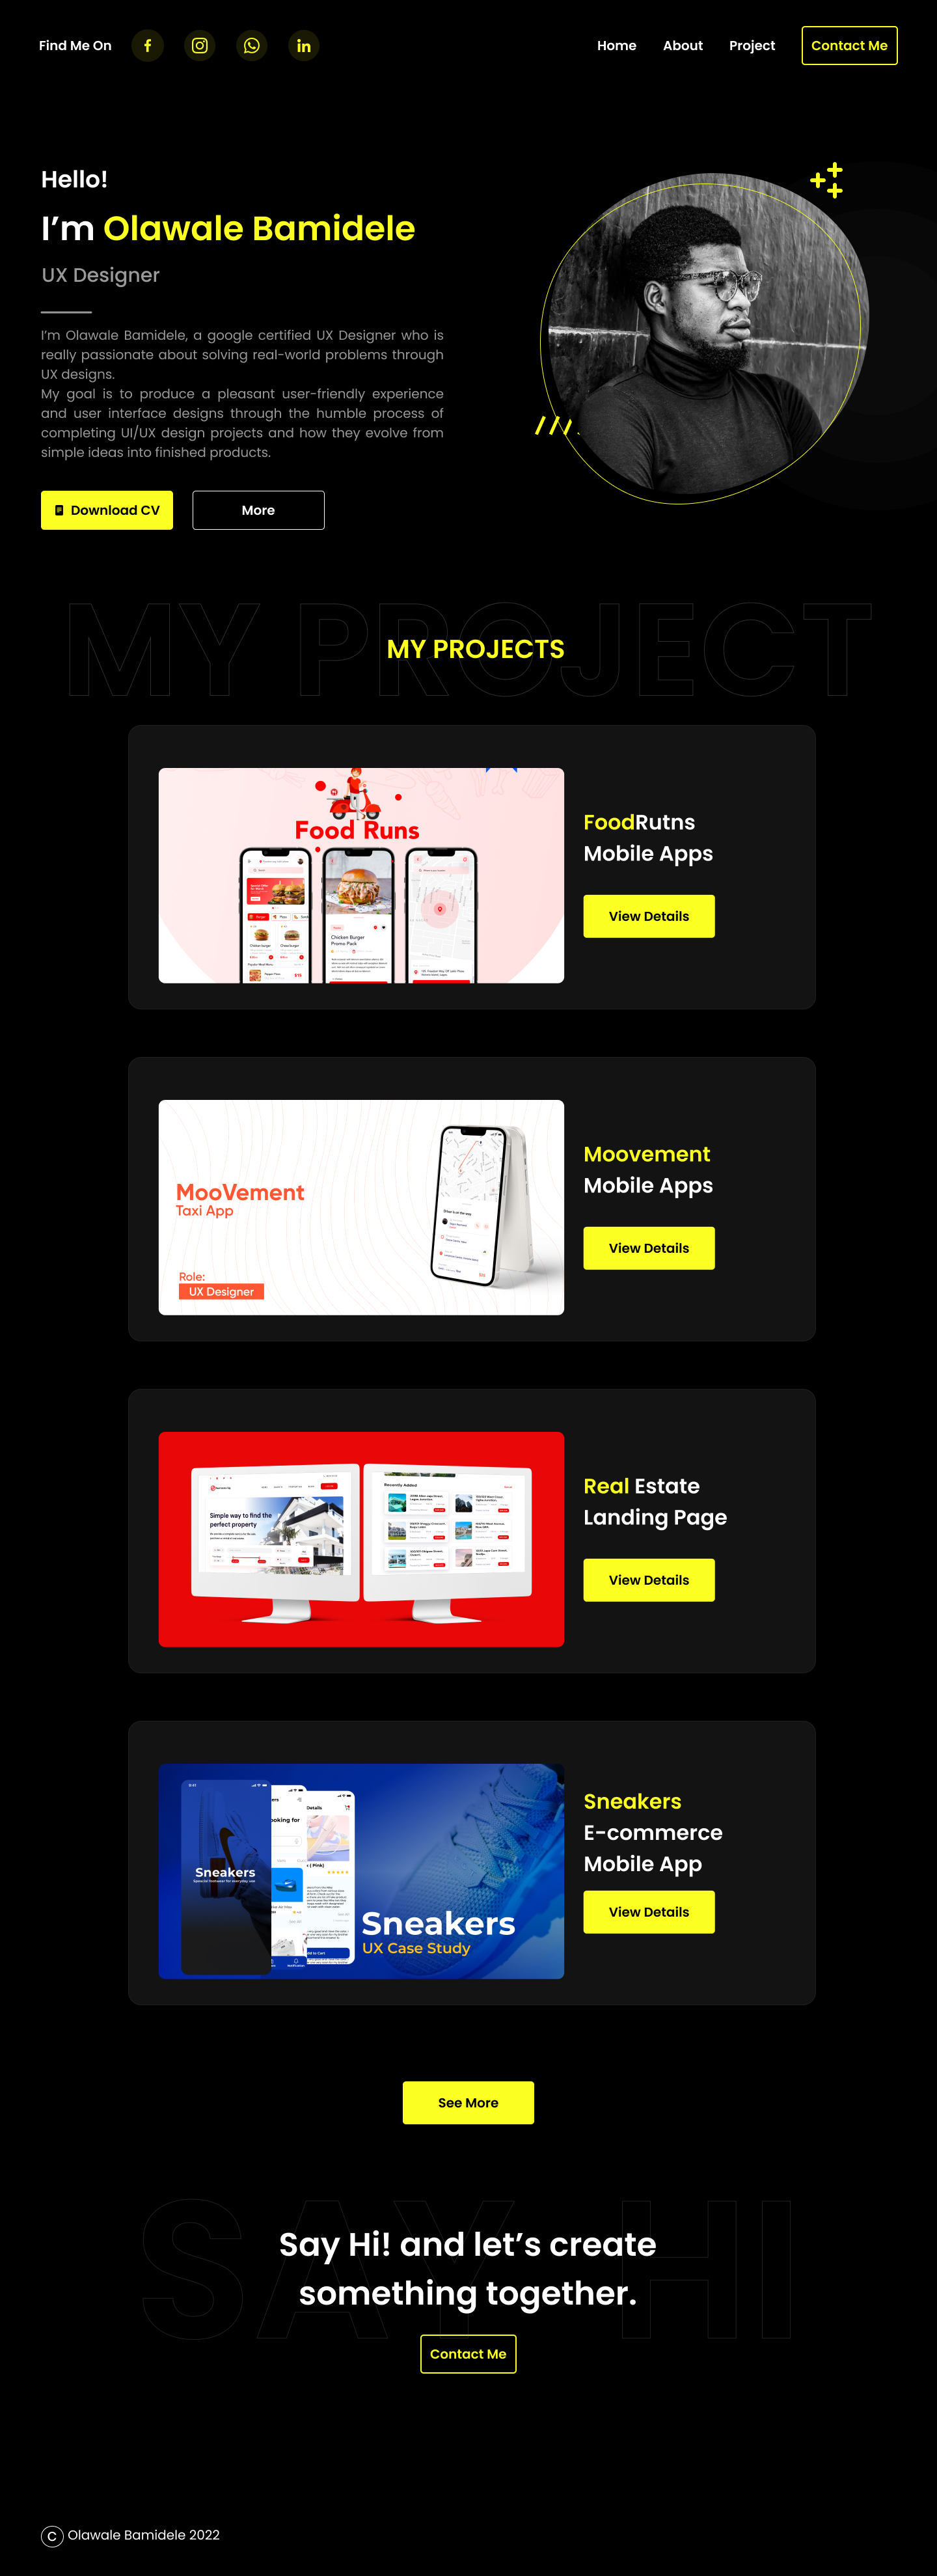 Find Me On
Home
About
Project
Contact Me
Hello!
I'm Olawale Bamidele
UX Designer
I'm Olawale Bamidele, a google certified UX Designer who is
really passionate about solving real-world problems through
UX designs.
My goal is to produce a pleasant user-friendly experience
and user interface designs through the humble process of
completing UI/UX design projects and how they evolve from
simple ideas into finished products.
Download CV
More
MY PROJECT
MY PROJECTS
Food Runs
Chicken Burger
Promo Pack
FoodRutns
Mobile Apps
View Details
MooVement
Taxi App
Role:
UX Designer
Moovement
Mobile Apps
View Details
Simple way to find the
perfect property
Recently Added
Real Estate
Landing Page
View Details
Sneakers
Sneakers
UX Case Study
Sneakers
E-commerce
Mobile App
View Details
See More
SAY HI
Say Hi! and let's create
something together.
Contact Me
C Olawale Bamidele 2022